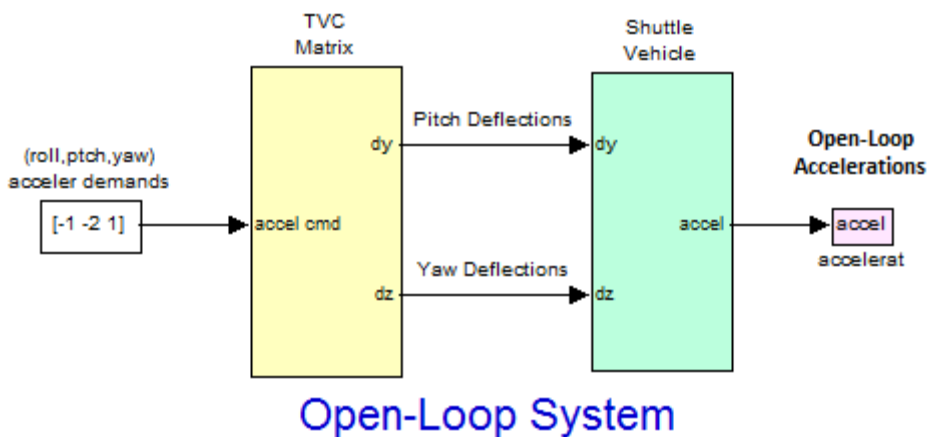 TVC
Matrix
Shuttle
Vehicle
(roll,ptch,yaw)
acceler demands
[-1 -2 1]
accel cmd
dy
dz
Pitch Deflections
Yaw Deflections
dy
dz
accel
Open-Loop
Accelerations
accel
accelerat
Open-Loop System